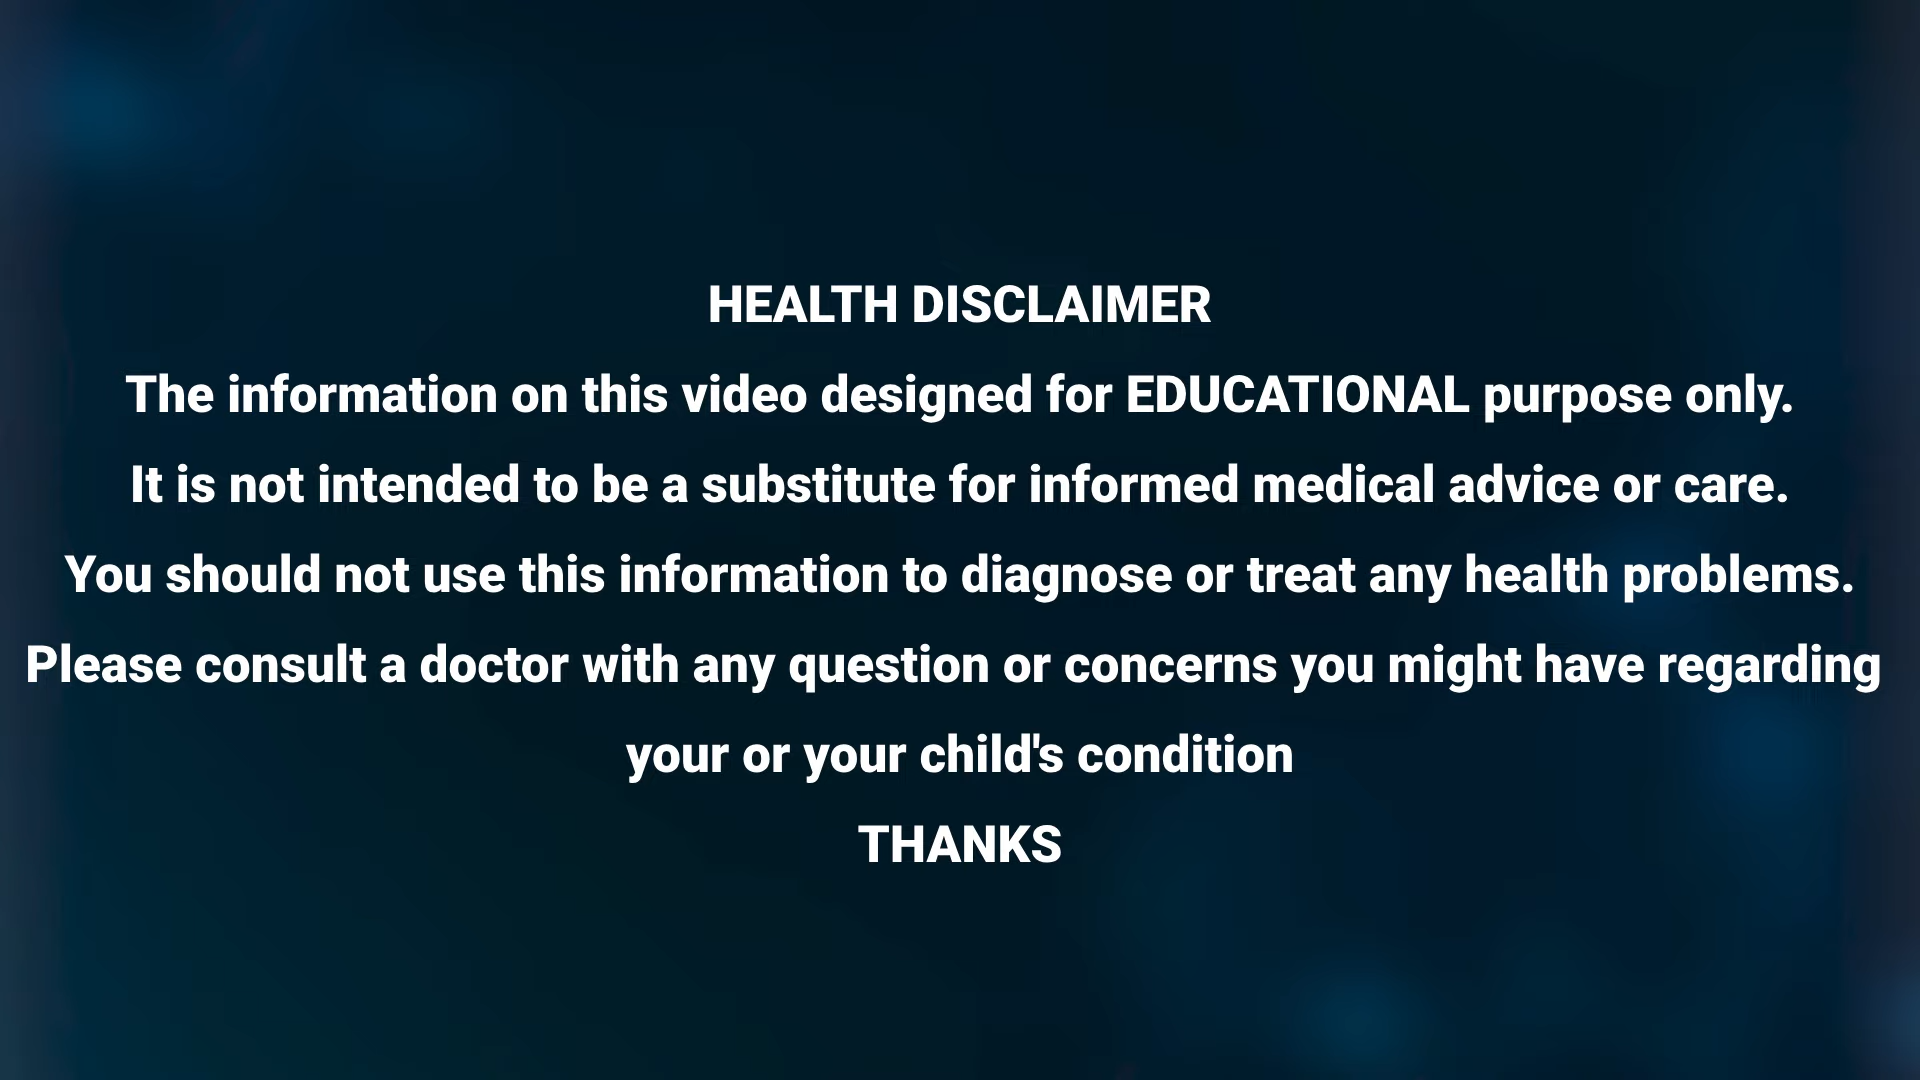 HEALTH DISCLAIMER
The information on this video designed for EDUCATIONAL purpose only.
It is not intended to be a substitute for informed medical advice or care.
You should not use this information to diagnose or treat any health problems.
Please consult a doctor with any question or concerns you might have regarding
your or your child's condition
THANKS